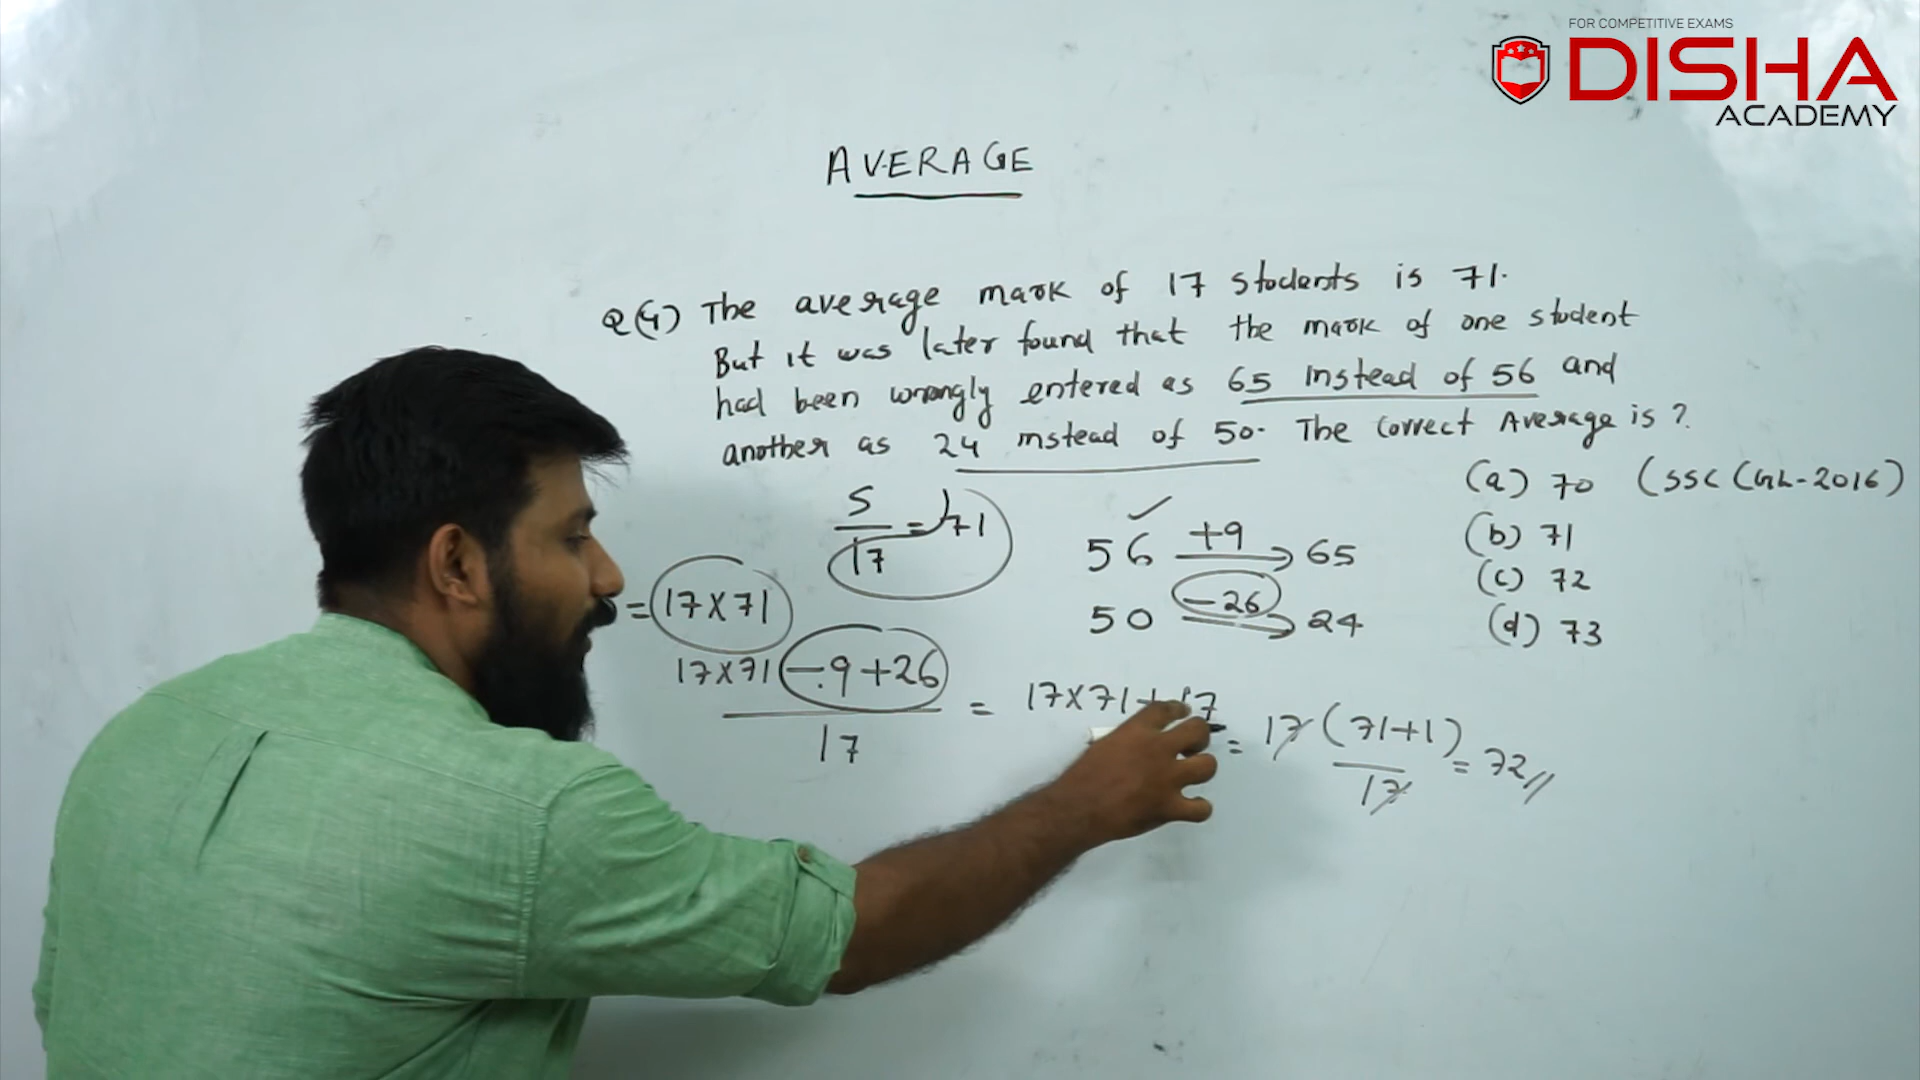 FOR COMPETITIVE EXAMS
DISHA
ACADEMY
AVERAGE
Q(4) The average mark of 17 students is 71.
But it was later found that the mark of one student
had been wrongly entered as 65 instead of 56 and
another as 24 instead of 50. The correct Average is?
(a) 70 (SSC CGL-2016)
(b) 71
(c) 72
(d) 73
S/17 = 71
56 +9 → 65
50 -26 → 24
= 17×71
17×71 -9+26 / 17 = 17×71+17 = 17(71+1) / 17 = 72//